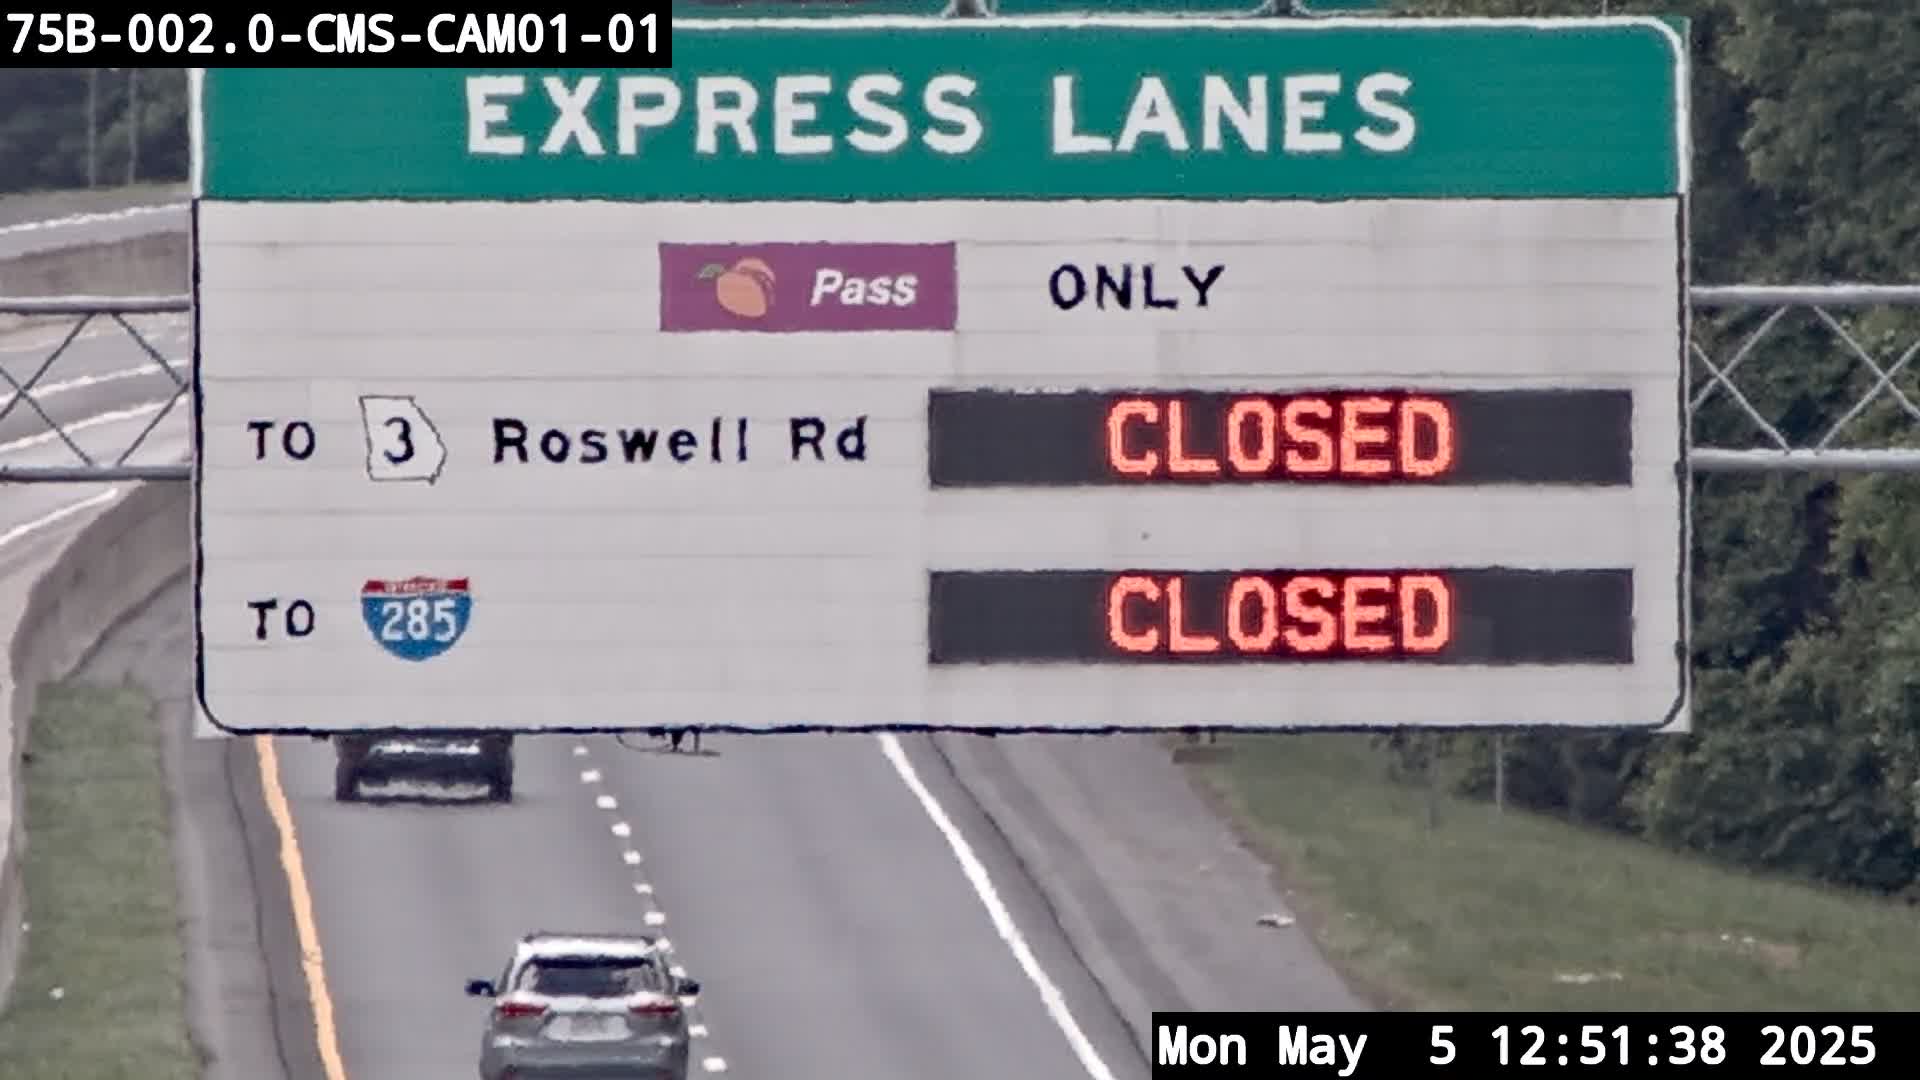 75B-002.0-CMS-CAM01-01
EXPRESS LANES
Pass ONLY
TO 3 Roswell Rd CLOSED
TO 285 CLOSED
Mon May 5 12:51:38 2025